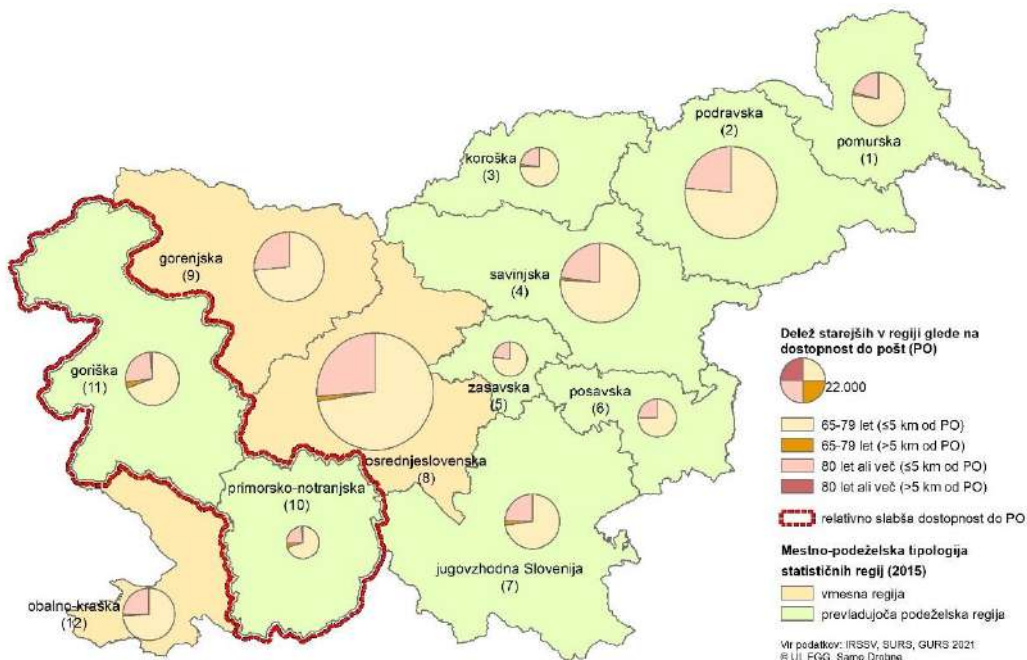 podravska
(2)
pomurska
(1)
koroška
(3)
gorenjska
(9)
savinjska
(4)
goriška
(11)
zasavska
(5)
posavska
(6)
osrednjeslovenska
(8)
primorsko-notranjska
(10)
jugovzhodna Slovenija
(7)
obalno-kraška
(12)
Delež starejših v regiji glede na
dostopnost do pošt (PO)
22.000
65-79 let (≤5 km od PO)
65-79 let (>5 km od PO)
80 let ali več (≤5 km od PO)
80 let ali več (>5 km od PO)
relativno slabša dostopnost do PO
Mestno-podeželska tipologija
statističnih regij (2015)
vmesna regija
prevladujoča podeželska regija
Vir podatkov: IRSSV, SURS, GURS 2021
© UL FGG, Samo Drobne